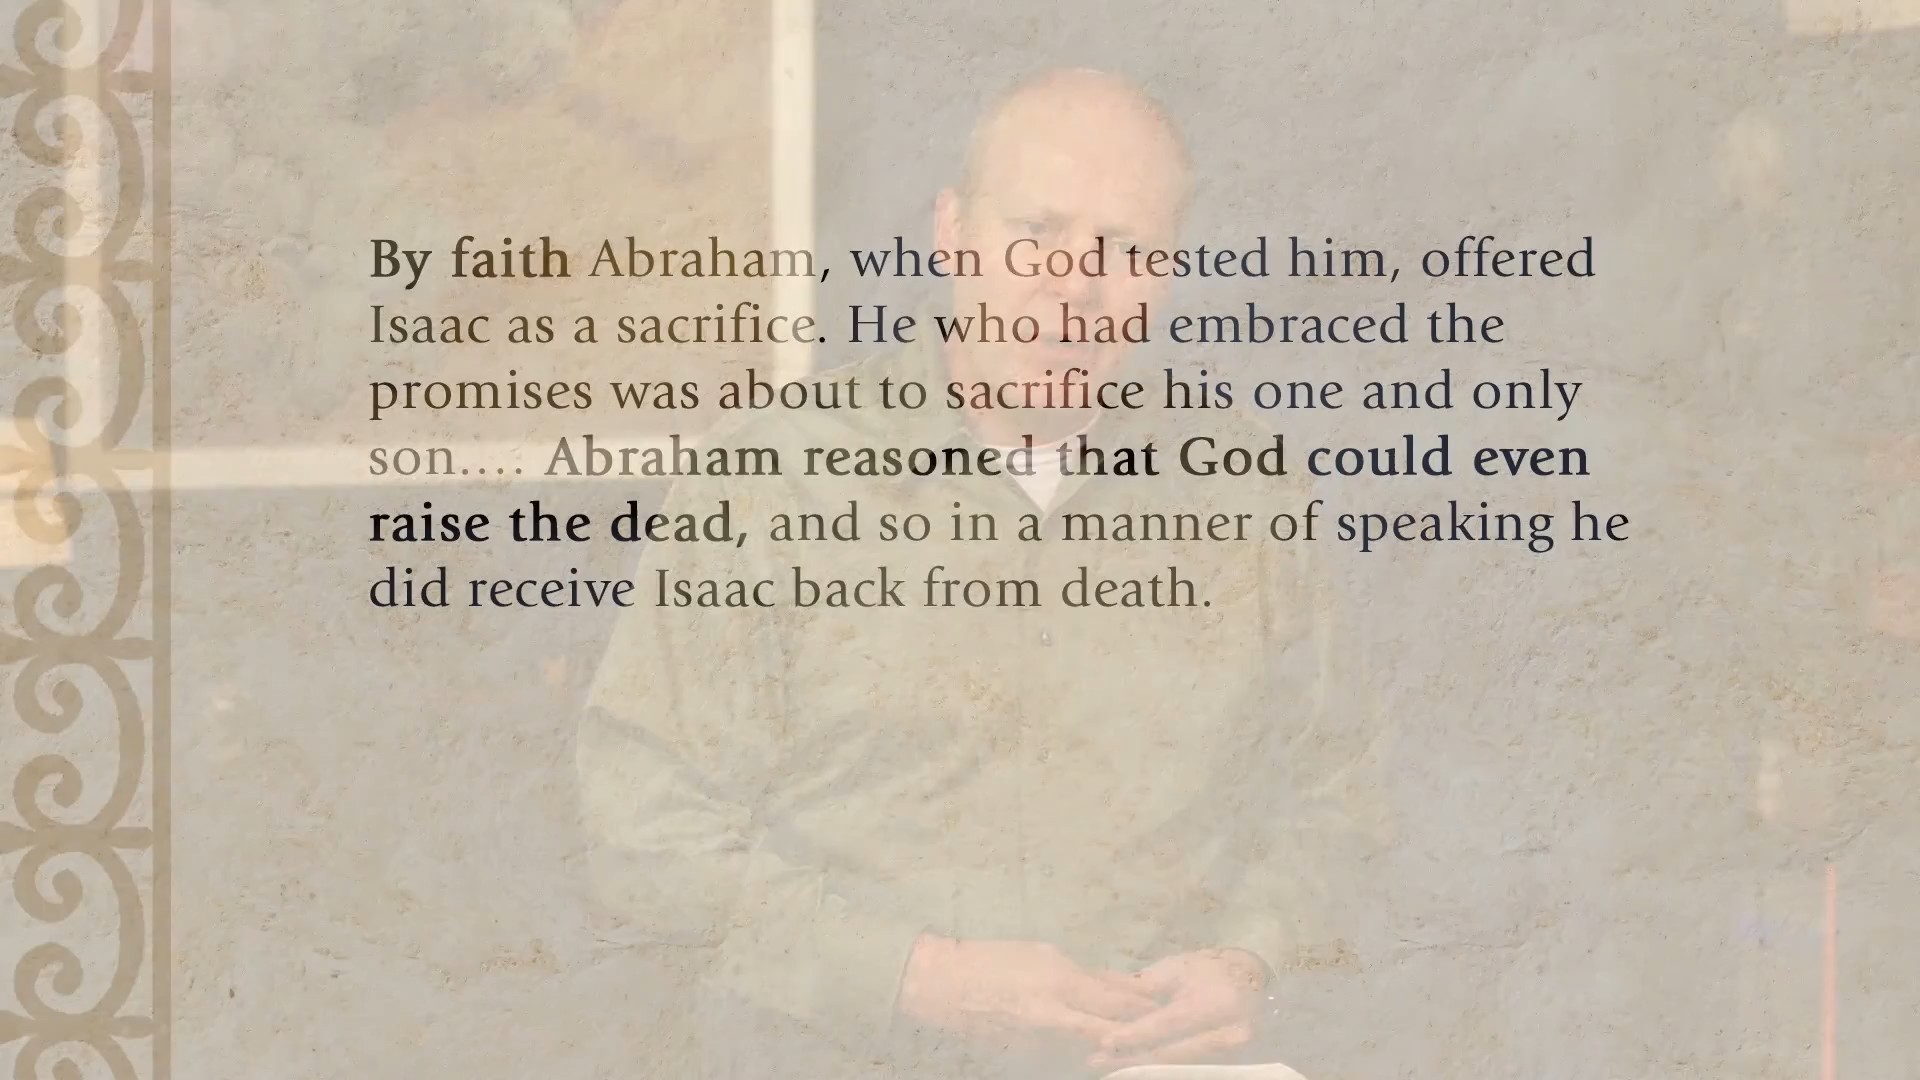 By faith Abraham, when God tested him, offered
Isaac as a sacrifice. He who had embraced the
promises was about to sacrifice his one and only
son.... Abraham reasoned that God could even
raise the dead, and so in a manner of speaking he
did receive Isaac back from death.